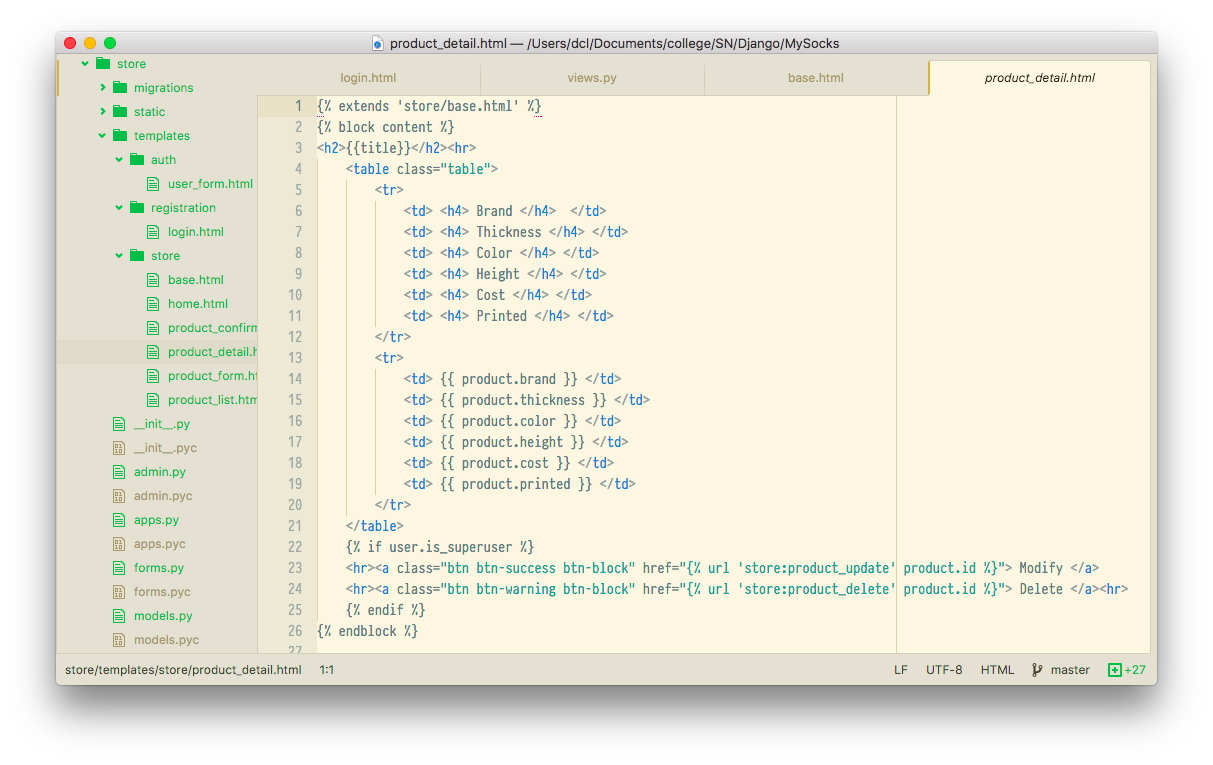 product_detail.html — /Users/dcl/Documents/college/SN/Django/MySocks
store
migrations
static
templates
auth
user_form.html
registration
login.html
store
base.html
home.html
product_confirm
product_detail.h
product_form.ht
product_list.htm
__init__.py
__init__.pyc
admin.py
admin.pyc
apps.py
apps.pyc
forms.py
forms.pyc
models.py
models.pyc
login.html views.py base.html product_detail.html
1 {% extends 'store/base.html' %}
2 {% block content %}
3 <h2>{{title}}</h2><hr>
4 <table class="table">
5 <tr>
6 <td> <h4> Brand </h4>  </td>
7 <td> <h4> Thickness </h4> </td>
8 <td> <h4> Color </h4> </td>
9 <td> <h4> Height </h4> </td>
10 <td> <h4> Cost </h4> </td>
11 <td> <h4> Printed </h4> </td>
12 </tr>
13 <tr>
14 <td> {{ product.brand }} </td>
15 <td> {{ product.thickness }} </td>
16 <td> {{ product.color }} </td>
17 <td> {{ product.height }} </td>
18 <td> {{ product.cost }} </td>
19 <td> {{ product.printed }} </td>
20 </tr>
21 </table>
22 {% if user.is_superuser %}
23 <hr><a class="btn btn-success btn-block" href="{% url 'store:product_update' product.id %}"> Modify </a>
24 <hr><a class="btn btn-warning btn-block" href="{% url 'store:product_delete' product.id %}"> Delete </a><hr>
25 {% endif %}
26 {% endblock %}
27
store/templates/store/product_detail.html 1:1 LF UTF-8 HTML master +27